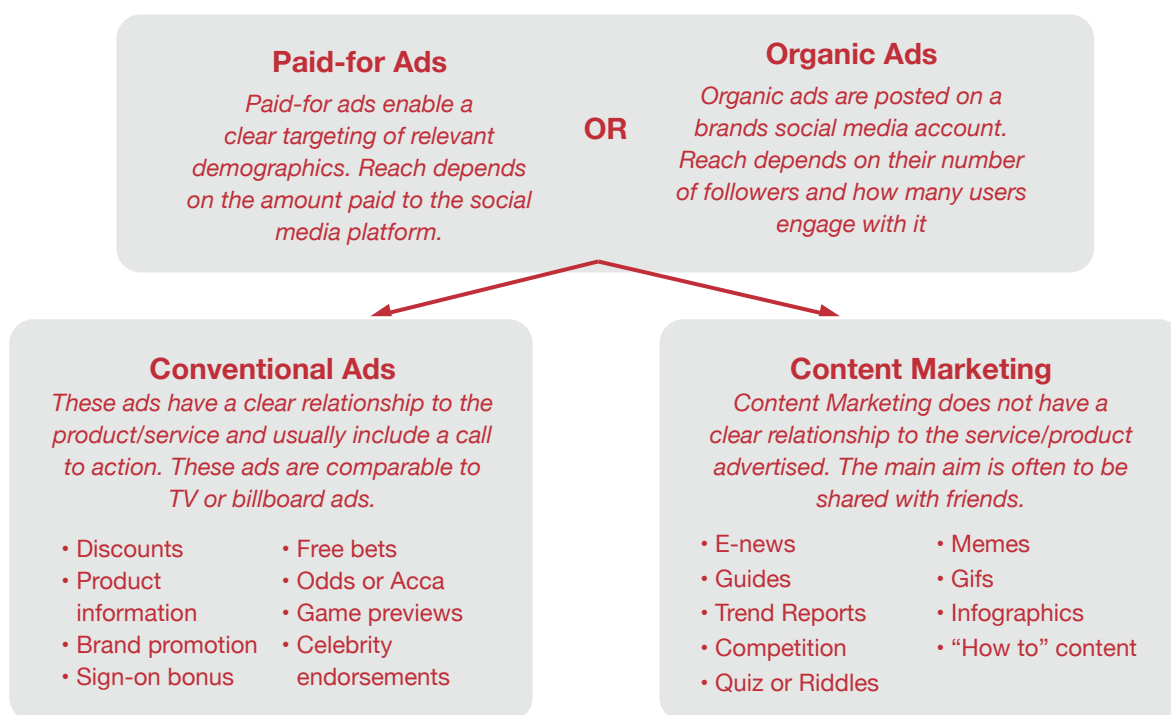 Paid-for Ads
Paid-for ads enable a
clear targeting of relevant
demographics. Reach depends
on the amount paid to the social
media platform.
OR
Organic Ads
Organic ads are posted on a
brands social media account.
Reach depends on their number
of followers and how many users
engage with it
Conventional Ads
These ads have a clear relationship to the
product/service and usually include a call
to action. These ads are comparable to
TV or billboard ads.
• Discounts
• Product
information
• Brand promotion
• Sign-on bonus
• Free bets
• Odds or Acca
• Game previews
• Celebrity
endorsements
Content Marketing
Content Marketing does not have a
clear relationship to the service/product
advertised. The main aim is often to be
shared with friends.
• E-news
• Guides
• Trend Reports
• Competition
• Quiz or Riddles
• Memes
• Gifs
• Infographics
• “How to” content